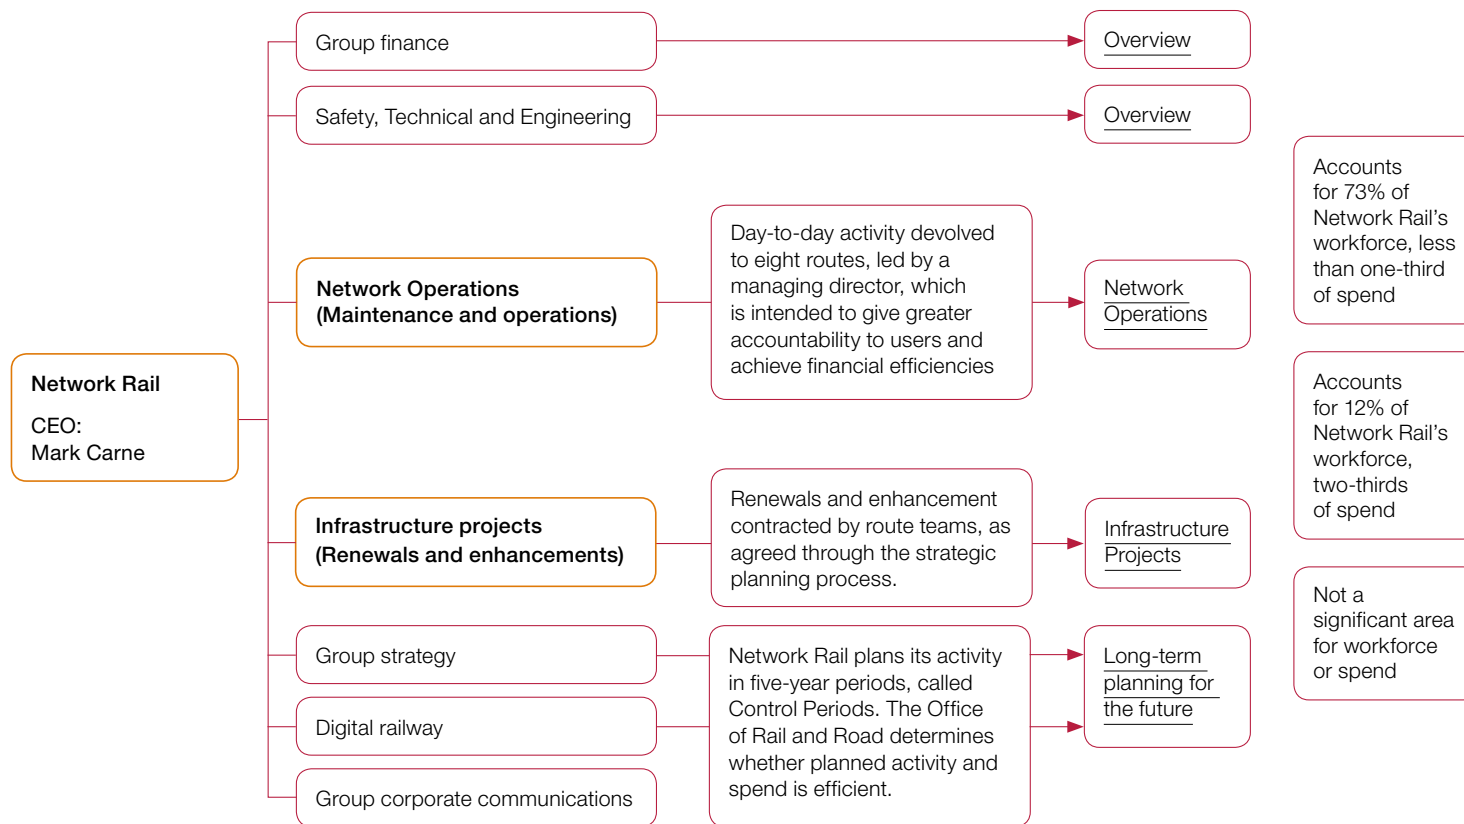 Group finance
Overview
Safety, Technical and Engineering
Overview
Network Operations
(Maintenance and operations)
Day-to-day activity devolved
to eight routes, led by a
managing director, which
is intended to give greater
accountability to users and
achieve financial efficiencies
Network
Operations
Accounts
for 73% of
Network Rail's
workforce, less
than one-third
of spend
Network Rail
CEO:
Mark Carne
Accounts
for 12% of
Network Rail's
workforce,
two-thirds
of spend
Infrastructure projects
(Renewals and enhancements)
Renewals and enhancement
contracted by route teams, as
agreed through the strategic
planning process.
Infrastructure
Projects
Not a
significant area
for workforce
or spend
Group strategy
Digital railway
Group corporate communications
Network Rail plans its activity
in five-year periods, called
Control Periods. The Office
of Rail and Road determines
whether planned activity and
spend is efficient.
Long-term
planning for
the future